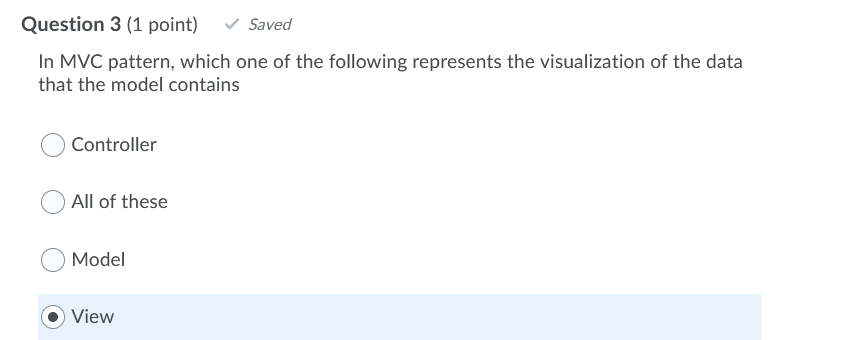 Question 3 (1 point) Saved
In MVC pattern, which one of the following represents the visualization of the data
that the model contains
Controller
All of these
Model
View